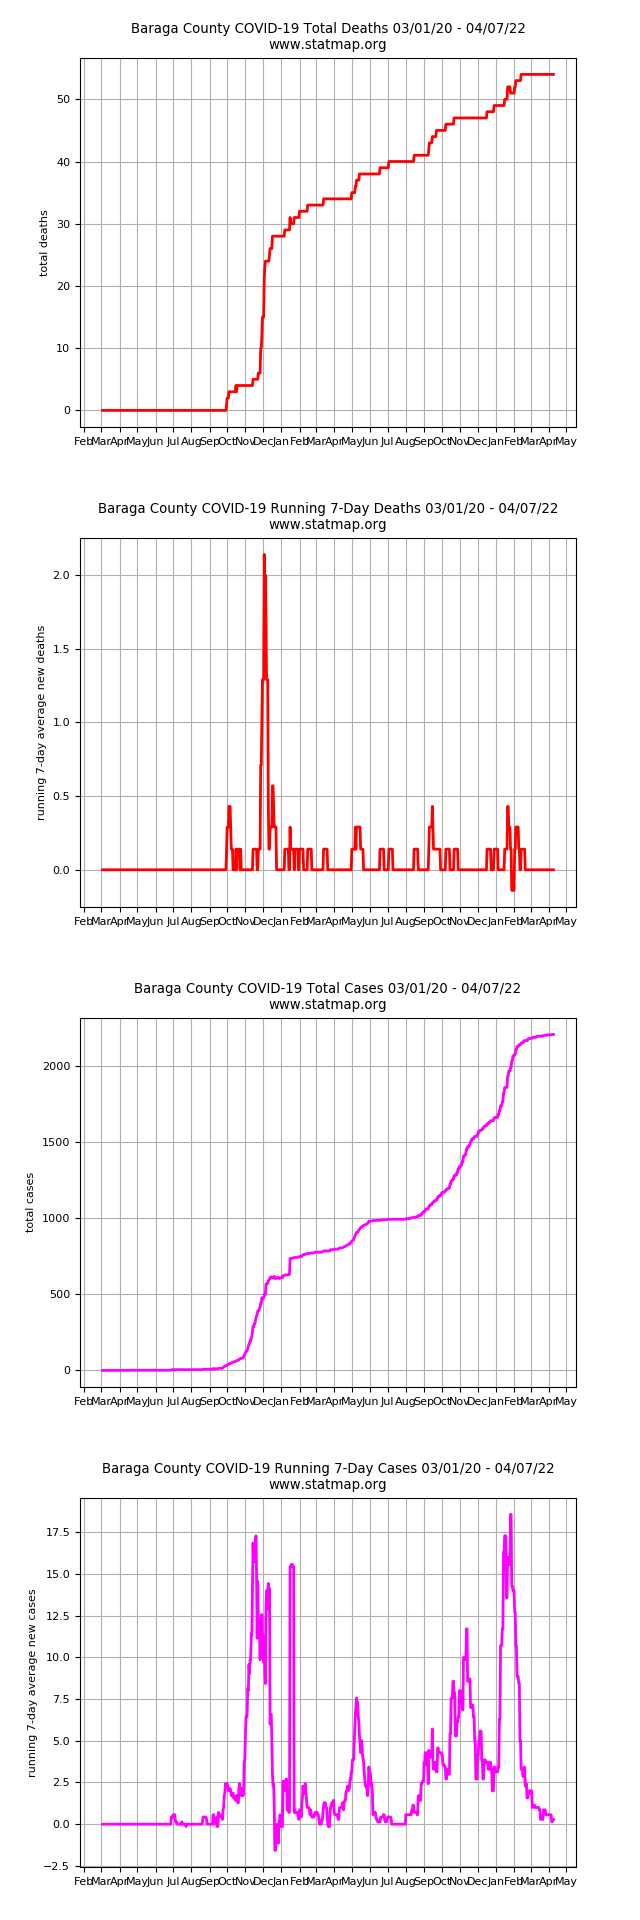 Baraga County COVID-19 Total Deaths 03/01/20 - 04/07/22
www.statmap.org
total deaths
50
40
30
20
10
0
Feb Mar Apr May Jun Jul Aug Sep Oct Nov Dec Jan Feb Mar Apr May Jun Jul Aug Sep Oct Nov Dec Jan Feb Mar Apr May
Baraga County COVID-19 Running 7-Day Deaths 03/01/20 - 04/07/22
www.statmap.org
running 7-day average new deaths
2.0
1.5
1.0
0.5
0.0
Feb Mar Apr May Jun Jul Aug Sep Oct Nov Dec Jan Feb Mar Apr May Jun Jul Aug Sep Oct Nov Dec Jan Feb Mar Apr May
Baraga County COVID-19 Total Cases 03/01/20 - 04/07/22
www.statmap.org
total cases
2000
1500
1000
500
0
Feb Mar Apr May Jun Jul Aug Sep Oct Nov Dec Jan Feb Mar Apr May Jun Jul Aug Sep Oct Nov Dec Jan Feb Mar Apr May
Baraga County COVID-19 Running 7-Day Cases 03/01/20 - 04/07/22
www.statmap.org
running 7-day average new cases
17.5
15.0
12.5
10.0
7.5
5.0
2.5
0.0
−2.5
Feb Mar Apr May Jun Jul Aug Sep Oct Nov Dec Jan Feb Mar Apr May Jun Jul Aug Sep Oct Nov Dec Jan Feb Mar Apr May